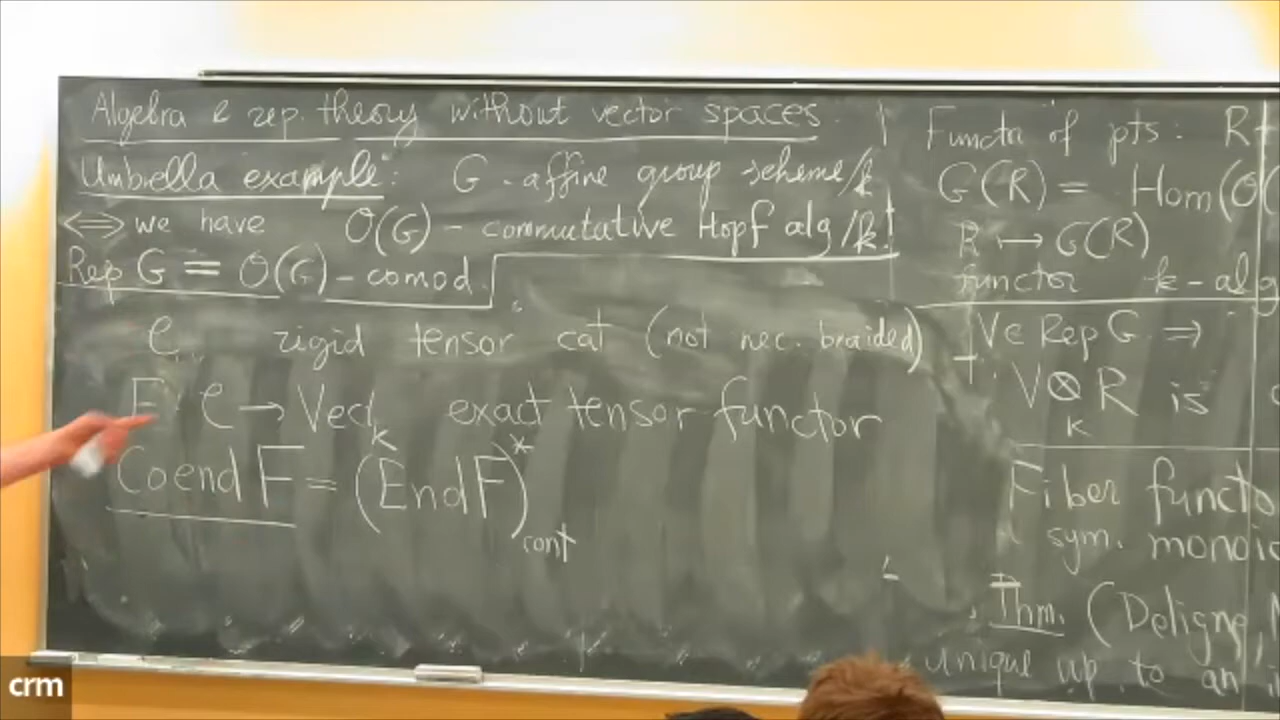 Algebra & rep. theory without vector spaces.
Umbrella example: G - affine group scheme/k
⟺ we have O(G) - commutative Hopf alg/k!
Rep G = O(G)-comod.
C rigid tensor cat (not nec. braided)
F: C → Vect_k exact tensor functor
Coend F = (End F)*_cont
Functor of pts: R
G(R) = Hom(O(
R ↦ G(R)
functor k-alg
V∈Rep G ⇒
V⊗_k R is
Fiber functo
sym. monoi
Thm. (Deligne,
unique up to an
crm